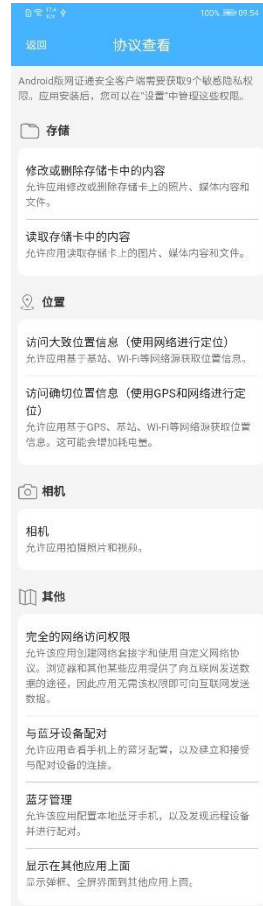 17.4 K/s 100% 09:54
返回 协议查看
Android版网证通安全客户端需要获取9个敏感隐私权
限。应用安装后，您可以在"设置"中管理这些权限。
存储
修改或删除存储卡中的内容
允许应用修改或删除存储卡上的照片、媒体内容和
文件。
读取存储卡中的内容
允许应用读取存储卡上的图片、媒体内容和文件。
位置
访问大致位置信息（使用网络进行定位）
允许应用基于基站、Wi-Fi等网络源获取位置信息。
访问确切位置信息（使用GPS和网络进行定
位）
允许应用基于GPS、基站、Wi-Fi等网络源获取位置
信息。这可能会增加耗电量。
相机
相机
允许应用拍摄照片和视频。
其他
完全的网络访问权限
允许该应用创建网络套接字和使用自定义网络协
议。浏览器和其他某些应用提供了向互联网发送数
据的途径，因此应用无需该权限即可向互联网发送
数据。
与蓝牙设备配对
允许应用查看手机上的蓝牙配置，以及建立和接受
与配对设备的连接。
蓝牙管理
允许该应用配置本地蓝牙手机，以及发现远程设备
并进行配对。
显示在其他应用上面
显示弹框、全屏界面到其他应用上面。